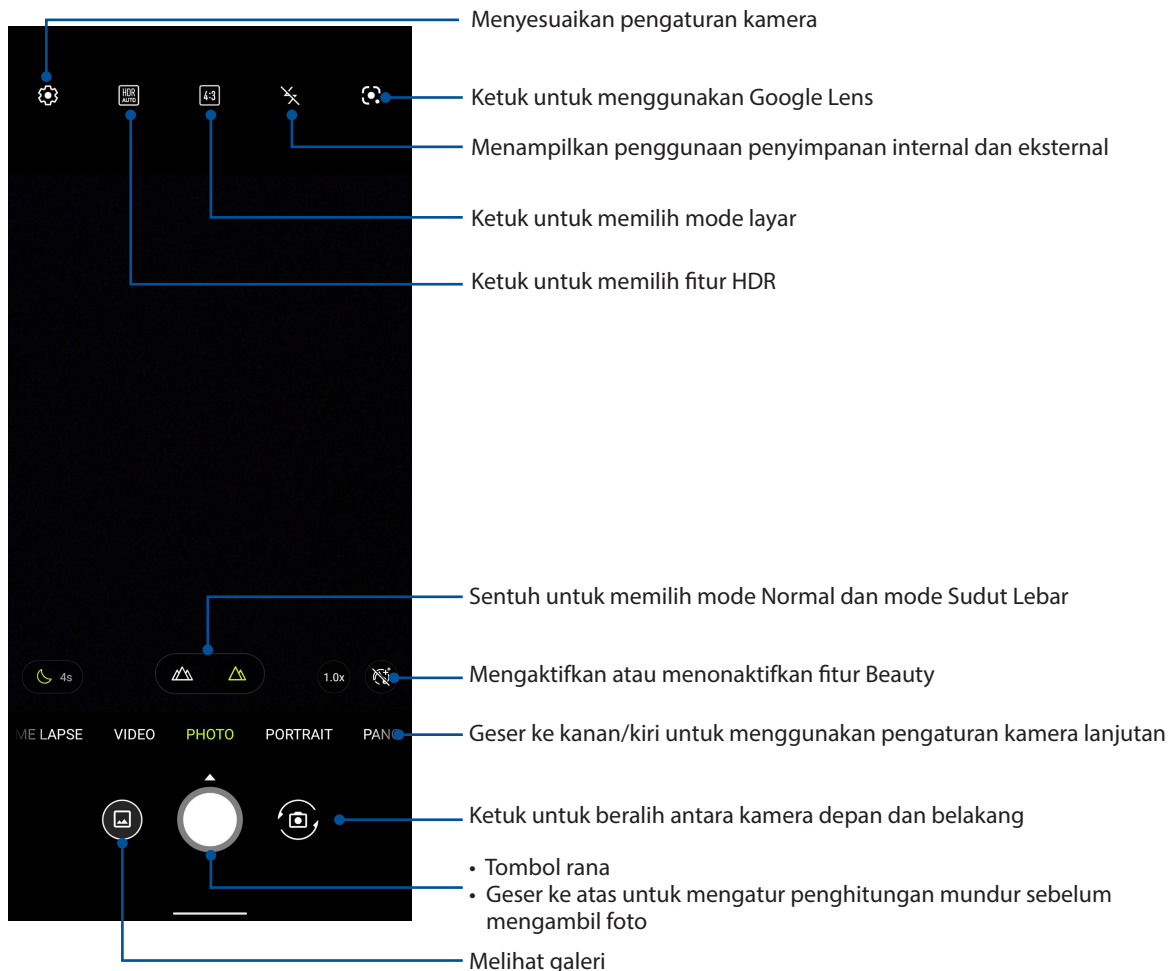 Menyesuaikan pengaturan kamera
HDR
AUTO
4:3
Ketuk untuk menggunakan Google Lens
Menampilkan penggunaan penyimpanan internal dan eksternal
Ketuk untuk memilih mode layar
Ketuk untuk memilih fitur HDR
Sentuh untuk memilih mode Normal dan mode Sudut Lebar
4s
1.0x
Mengaktifkan atau menonaktifkan fitur Beauty
ME LAPSE VIDEO PHOTO PORTRAIT PANO
Geser ke kanan/kiri untuk menggunakan pengaturan kamera lanjutan
Ketuk untuk beralih antara kamera depan dan belakang
• Tombol rana
• Geser ke atas untuk mengatur penghitungan mundur sebelum
mengambil foto
Melihat galeri